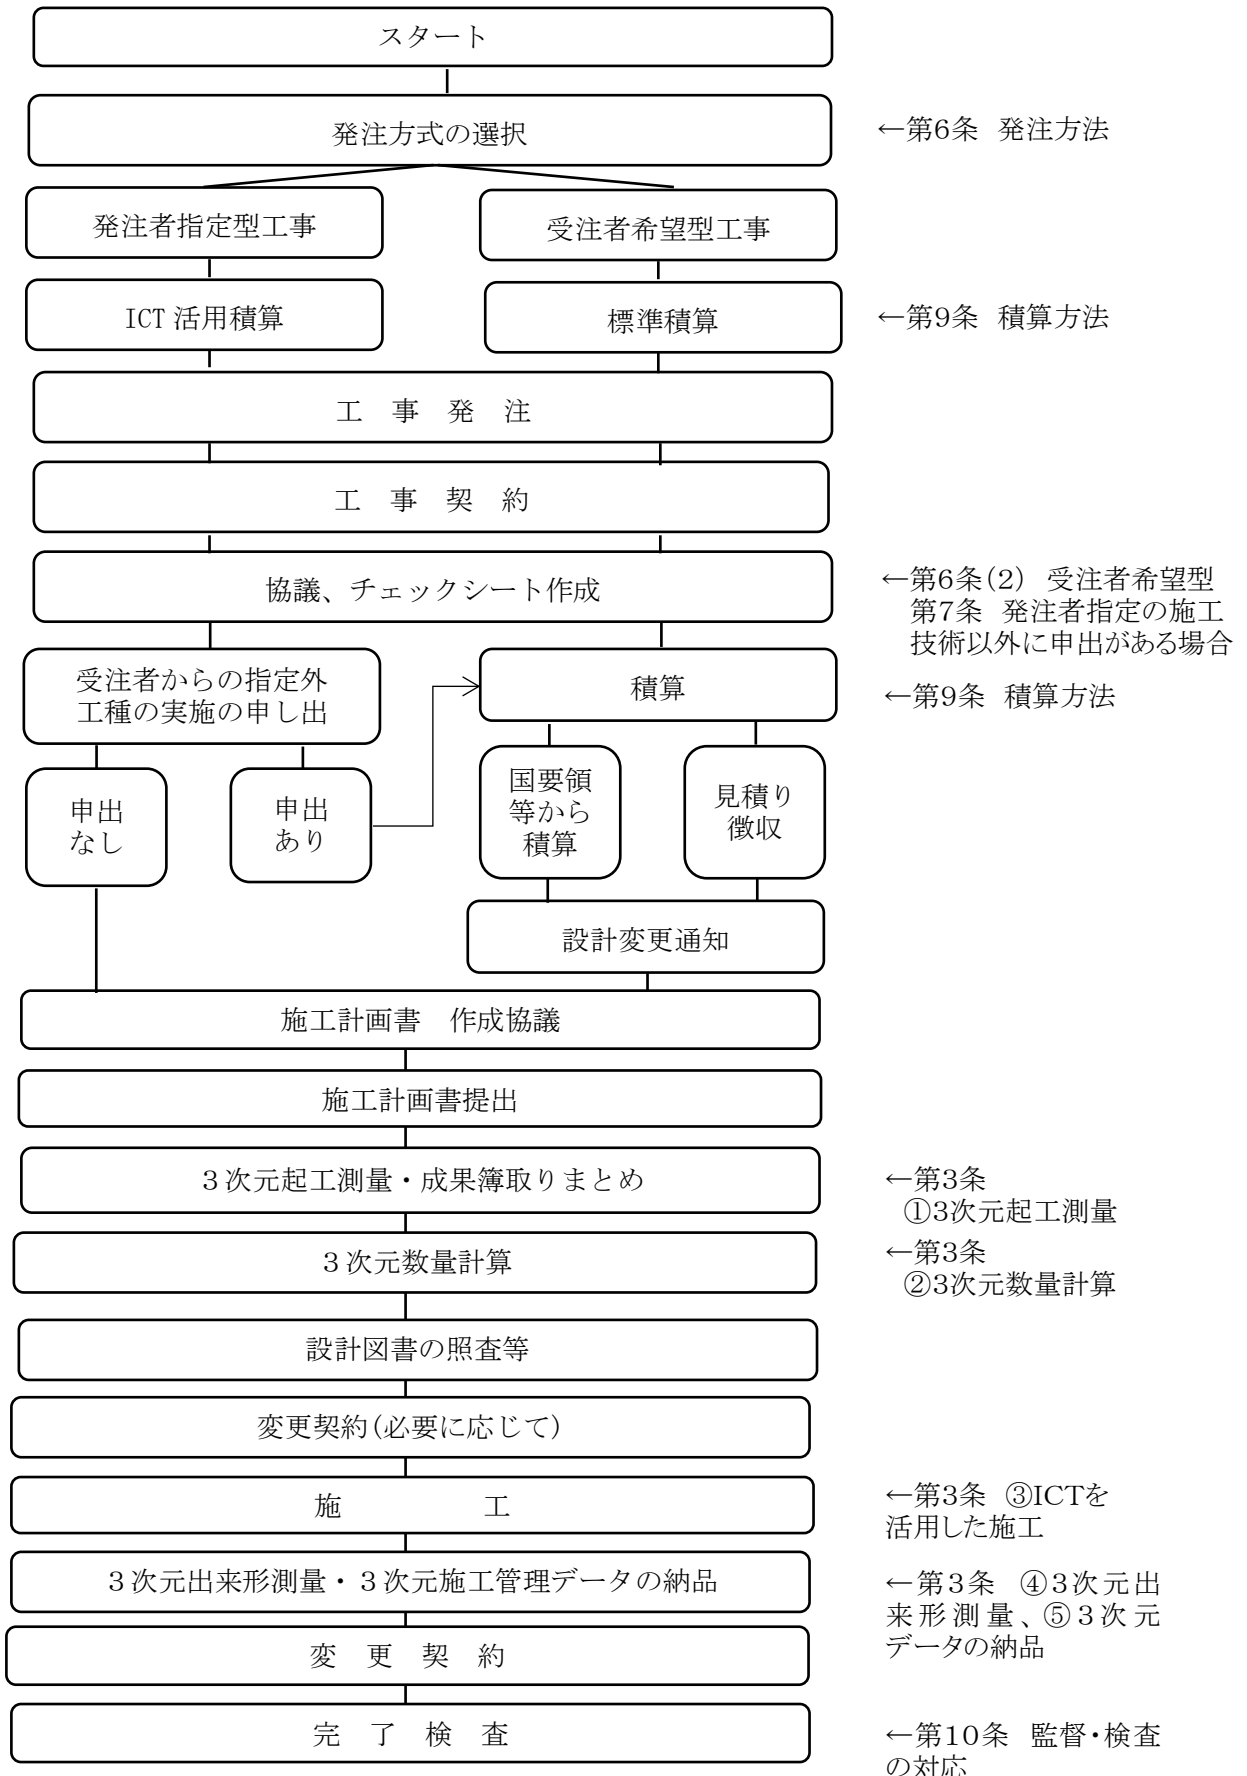 スタート
発注方式の選択
←第6条 発注方法
発注者指定型工事
受注者希望型工事
ICT 活用積算
標準積算
←第9条 積算方法
工 事 発 注
工 事 契 約
協議、チェックシート作成
←第6条(2) 受注者希望型
第7条 発注者指定の施工
技術以外に申出がある場合
受注者からの指定外
工種の実施の申し出
積算
←第9条 積算方法
申出
なし
申出
あり
国要領
等から
積算
見積り
徴収
設計変更通知
施工計画書 作成協議
施工計画書提出
３次元起工測量・成果簿取りまとめ
←第3条
①3次元起工測量
３次元数量計算
←第3条
②3次元数量計算
設計図書の照査等
変更契約(必要に応じて)
施 工
←第3条 ③ICTを
活用した施工
３次元出来形測量・３次元施工管理データの納品
←第３条 ④３次元出
来形測量、⑤３次元
データの納品
変 更 契 約
完 了 検 査
←第10条 監督・検査
の対応